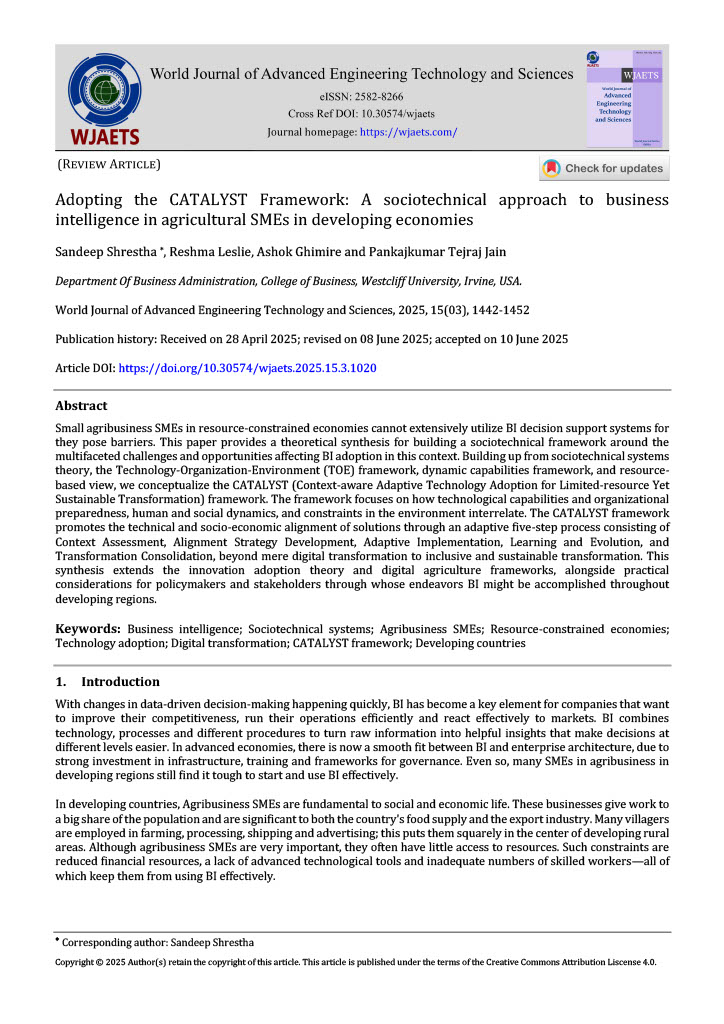 World Journal of Advanced Engineering Technology and Sciences
eISSN: 2582-8266
Cross Ref DOI: 10.30574/wjaets
Journal homepage: https://wjaets.com/
WJAETS
WJAETS
World Journal of
Advanced
Engineering
Technology
and Sciences
(REVIEW ARTICLE)
Check for updates
Adopting the CATALYST Framework: A sociotechnical approach to business
intelligence in agricultural SMEs in developing economies
Sandeep Shrestha *, Reshma Leslie, Ashok Ghimire and Pankajkumar Tejraj Jain
Department Of Business Administration, College of Business, Westcliff University, Irvine, USA.
World Journal of Advanced Engineering Technology and Sciences, 2025, 15(03), 1442-1452
Publication history: Received on 28 April 2025; revised on 08 June 2025; accepted on 10 June 2025
Article DOI: https://doi.org/10.30574/wjaets.2025.15.3.1020
Abstract
Small agribusiness SMEs in resource-constrained economies cannot extensively utilize BI decision support systems for
they pose barriers. This paper provides a theoretical synthesis for building a sociotechnical framework around the
multifaceted challenges and opportunities affecting BI adoption in this context. Building up from sociotechnical systems
theory, the Technology-Organization-Environment (TOE) framework, dynamic capabilities framework, and resource-
based view, we conceptualize the CATALYST (Context-aware Adaptive Technology Adoption for Limited-resource Yet
Sustainable Transformation) framework. The framework focuses on how technological capabilities and organizational
preparedness, human and social dynamics, and constraints in the environment interrelate. The CATALYST framework
promotes the technical and socio-economic alignment of solutions through an adaptive five-step process consisting of
Context Assessment, Alignment Strategy Development, Adaptive Implementation, Learning and Evolution, and
Transformation Consolidation, beyond mere digital transformation to inclusive and sustainable transformation. This
synthesis extends the innovation adoption theory and digital agriculture frameworks, alongside practical
considerations for policymakers and stakeholders through whose endeavors BI might be accomplished throughout
developing regions.
Keywords: Business intelligence; Sociotechnical systems; Agribusiness SMEs; Resource-constrained economies;
Technology adoption; Digital transformation; CATALYST framework; Developing countries
1. Introduction
With changes in data-driven decision-making happening quickly, BI has become a key element for companies that want
to improve their competitiveness, run their operations efficiently and react effectively to markets. BI combines
technology, processes and different procedures to turn raw information into helpful insights that make decisions at
different levels easier. In advanced economies, there is now a smooth fit between BI and enterprise architecture, due to
strong investment in infrastructure, training and frameworks for governance. Even so, many SMEs in agribusiness in
developing regions still find it tough to start and use BI effectively.
In developing countries, Agribusiness SMEs are fundamental to social and economic life. These businesses give work to
a big share of the population and are significant to both the country's food supply and the export industry. Many villagers
are employed in farming, processing, shipping and advertising; this puts them squarely in the center of developing rural
areas. Although agribusiness SMEs are very important, they often have little access to resources. Such constraints are
reduced financial resources, a lack of advanced technological tools and inadequate numbers of skilled workers—all of
which keep them from using BI effectively.
* Corresponding author: Sandeep Shrestha
Copyright © 2025 Author(s) retain the copyright of this article. This article is published under the terms of the Creative Commons Attribution Liscense 4.0.